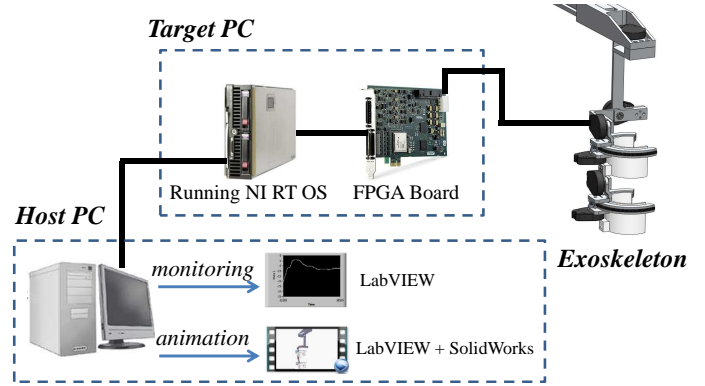 Target PC
Running NI RT OS
FPGA Board
Host PC
Exoskeleton
monitoring
LabVIEW
animation
LabVIEW + SolidWorks